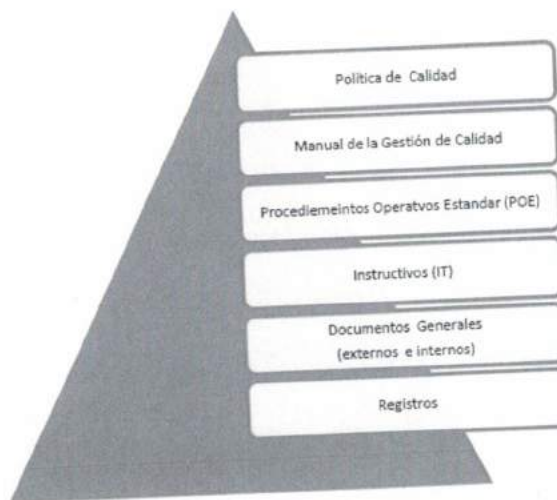 Política de Calidad
Manual de la Gestión de Calidad
Procediemeintos Operatvos Estandar (POE)
Instructivos (IT)
Documentos Generales
(externos e internos)
Registros